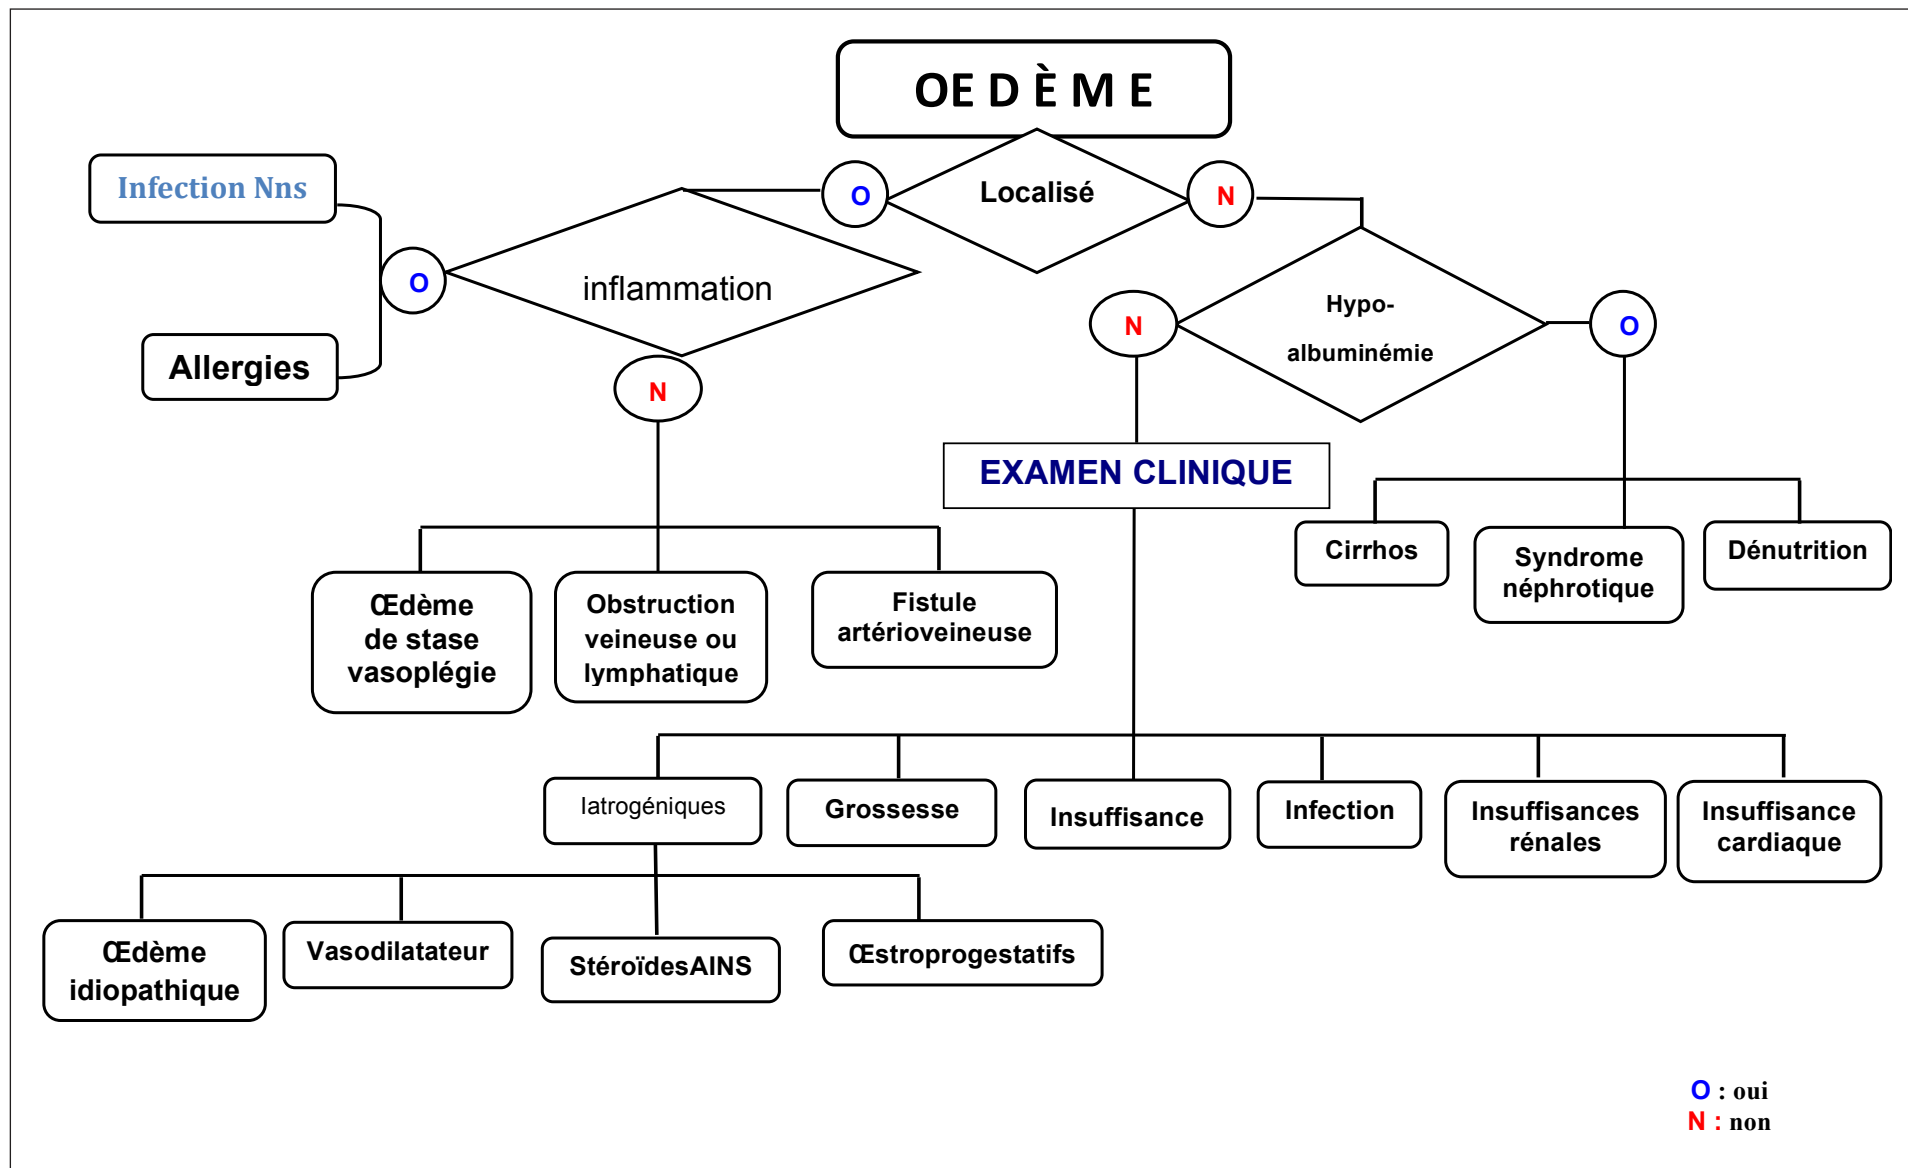 OE D È M E
Infection Nns
O
Localisé
N
O
inflammation
N
Hypo-
albuminémie
O
Allergies
N
EXAMEN CLINIQUE
Cirrhos
Syndrome
néphrotique
Dénutrition
Œdème
de stase
vasoplégie
Obstruction
veineuse ou
lymphatique
Fistule
artérioveineuse
Iatrogéniques
Grossesse
Insuffisance
Infection
Insuffisances
rénales
Insuffisance
cardiaque
Œdème
idiopathique
Vasodilatateur
StéroïdesAINS
Œstroprogestatifs
O : oui
N : non